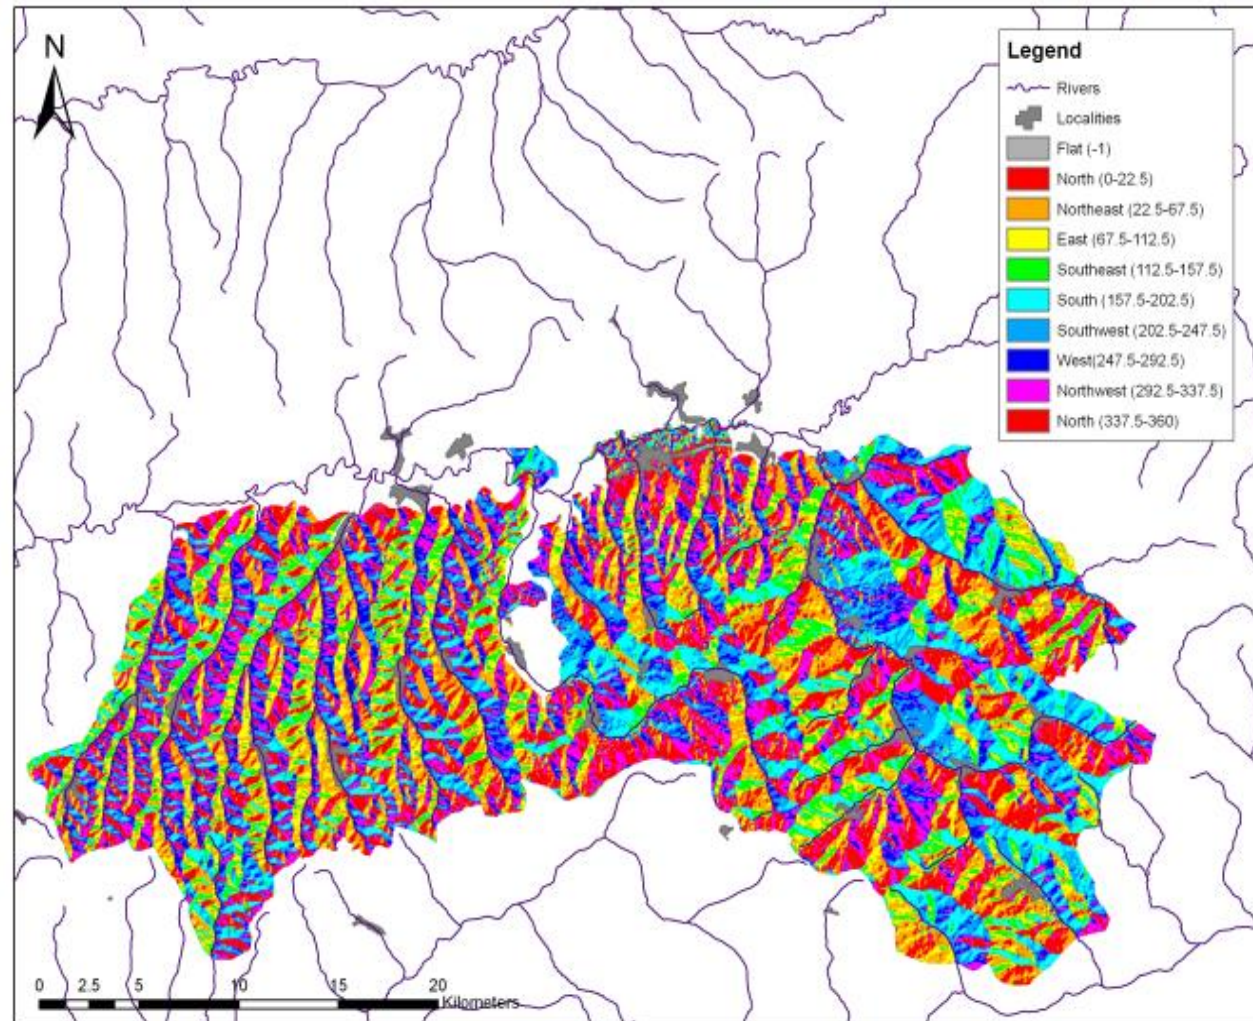 N
Legend
Rivers
Localities
Flat (-1)
North (0-22.5)
Northeast (22.5-67.5)
East (67.5-112.5)
Southeast (112.5-157.5)
South (157.5-202.5)
Southwest (202.5-247.5)
West(247.5-292.5)
Northwest (292.5-337.5)
North (337.5-360)
0 2.5 5 10 15 20
Kilometers